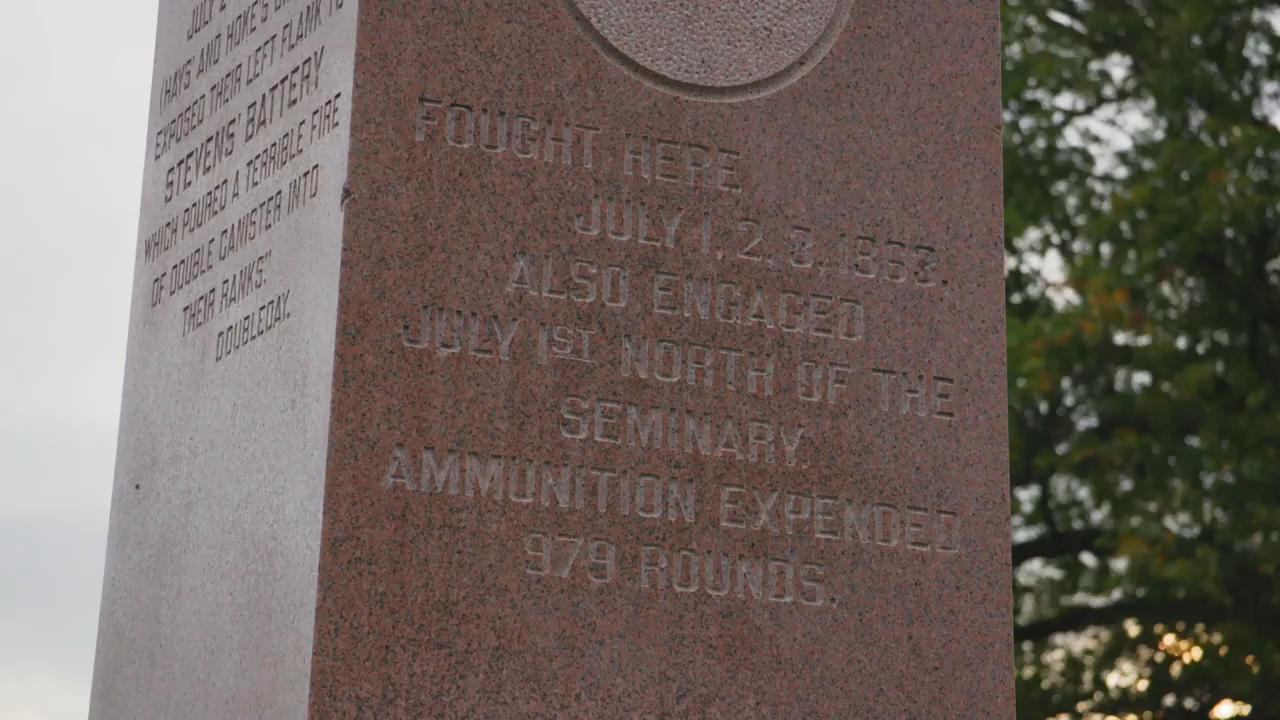 JULY 2
(HAYS' AND HOKE'S
EXPOSED THEIR LEFT FLANK TO
STEVENS' BATTERY
WHICH POURED A TERRIBLE FIRE
OF DOUBLE CANISTER INTO
THEIR RANKS."
DOUBLEDAY.
FOUGHT HERE
JULY 1, 2, 3, 1863.
ALSO ENGAGED
JULY 1ST NORTH OF THE
SEMINARY.
AMMUNITION EXPENDED
979 ROUNDS.